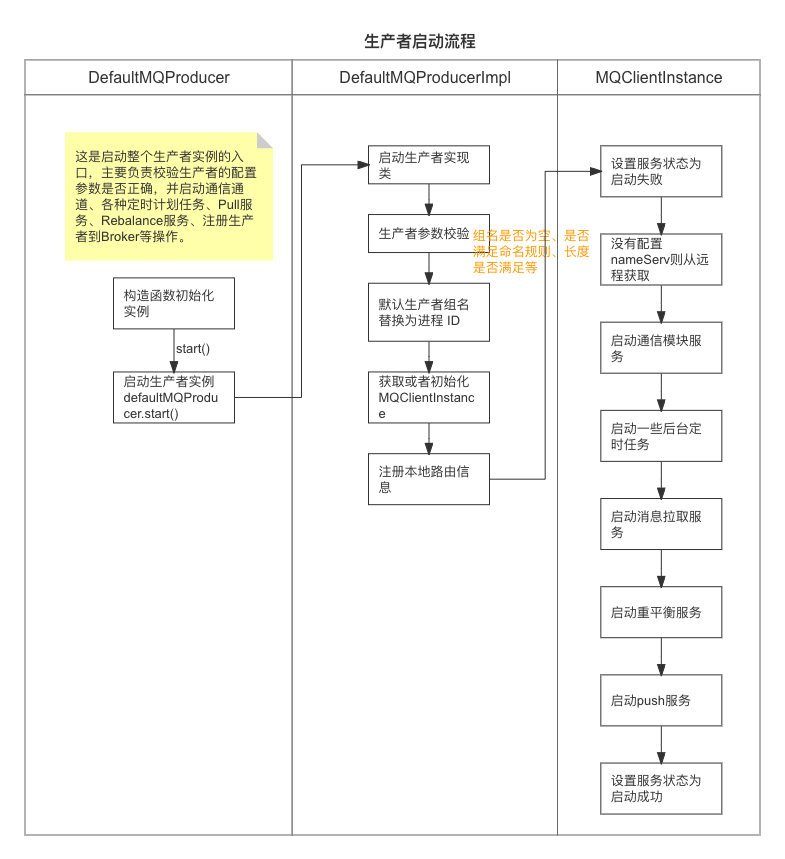 生产者启动流程
DefaultMQProducer
DefaultMQProducerImpl
MQClientInstance
这是启动整个生产者实例的入
口，主要负责校验生产者的配置
参数是否正确，并启动通信通
道、各种定时计划任务、Pull服
务、Rebalance服务、注册生产
者到Broker等操作。
构造函数初始化
实例
start()
启动生产者实例
defaultMQProdu
cer.start()
启动生产者实现
类
生产者参数校验
组名是否为空、是否
满足命名规则、长度
是否满足等
默认生产者组名
替换为进程 ID
获取或者初始化
MQClientInstanc
e
注册本地路由信
息
设置服务状态为
启动失败
没有配置
nameServ则从远
程获取
启动通信模块服
务
启动一些后台定
时任务
启动消息拉取服
务
启动重平衡服务
启动push服务
设置服务状态为
启动成功